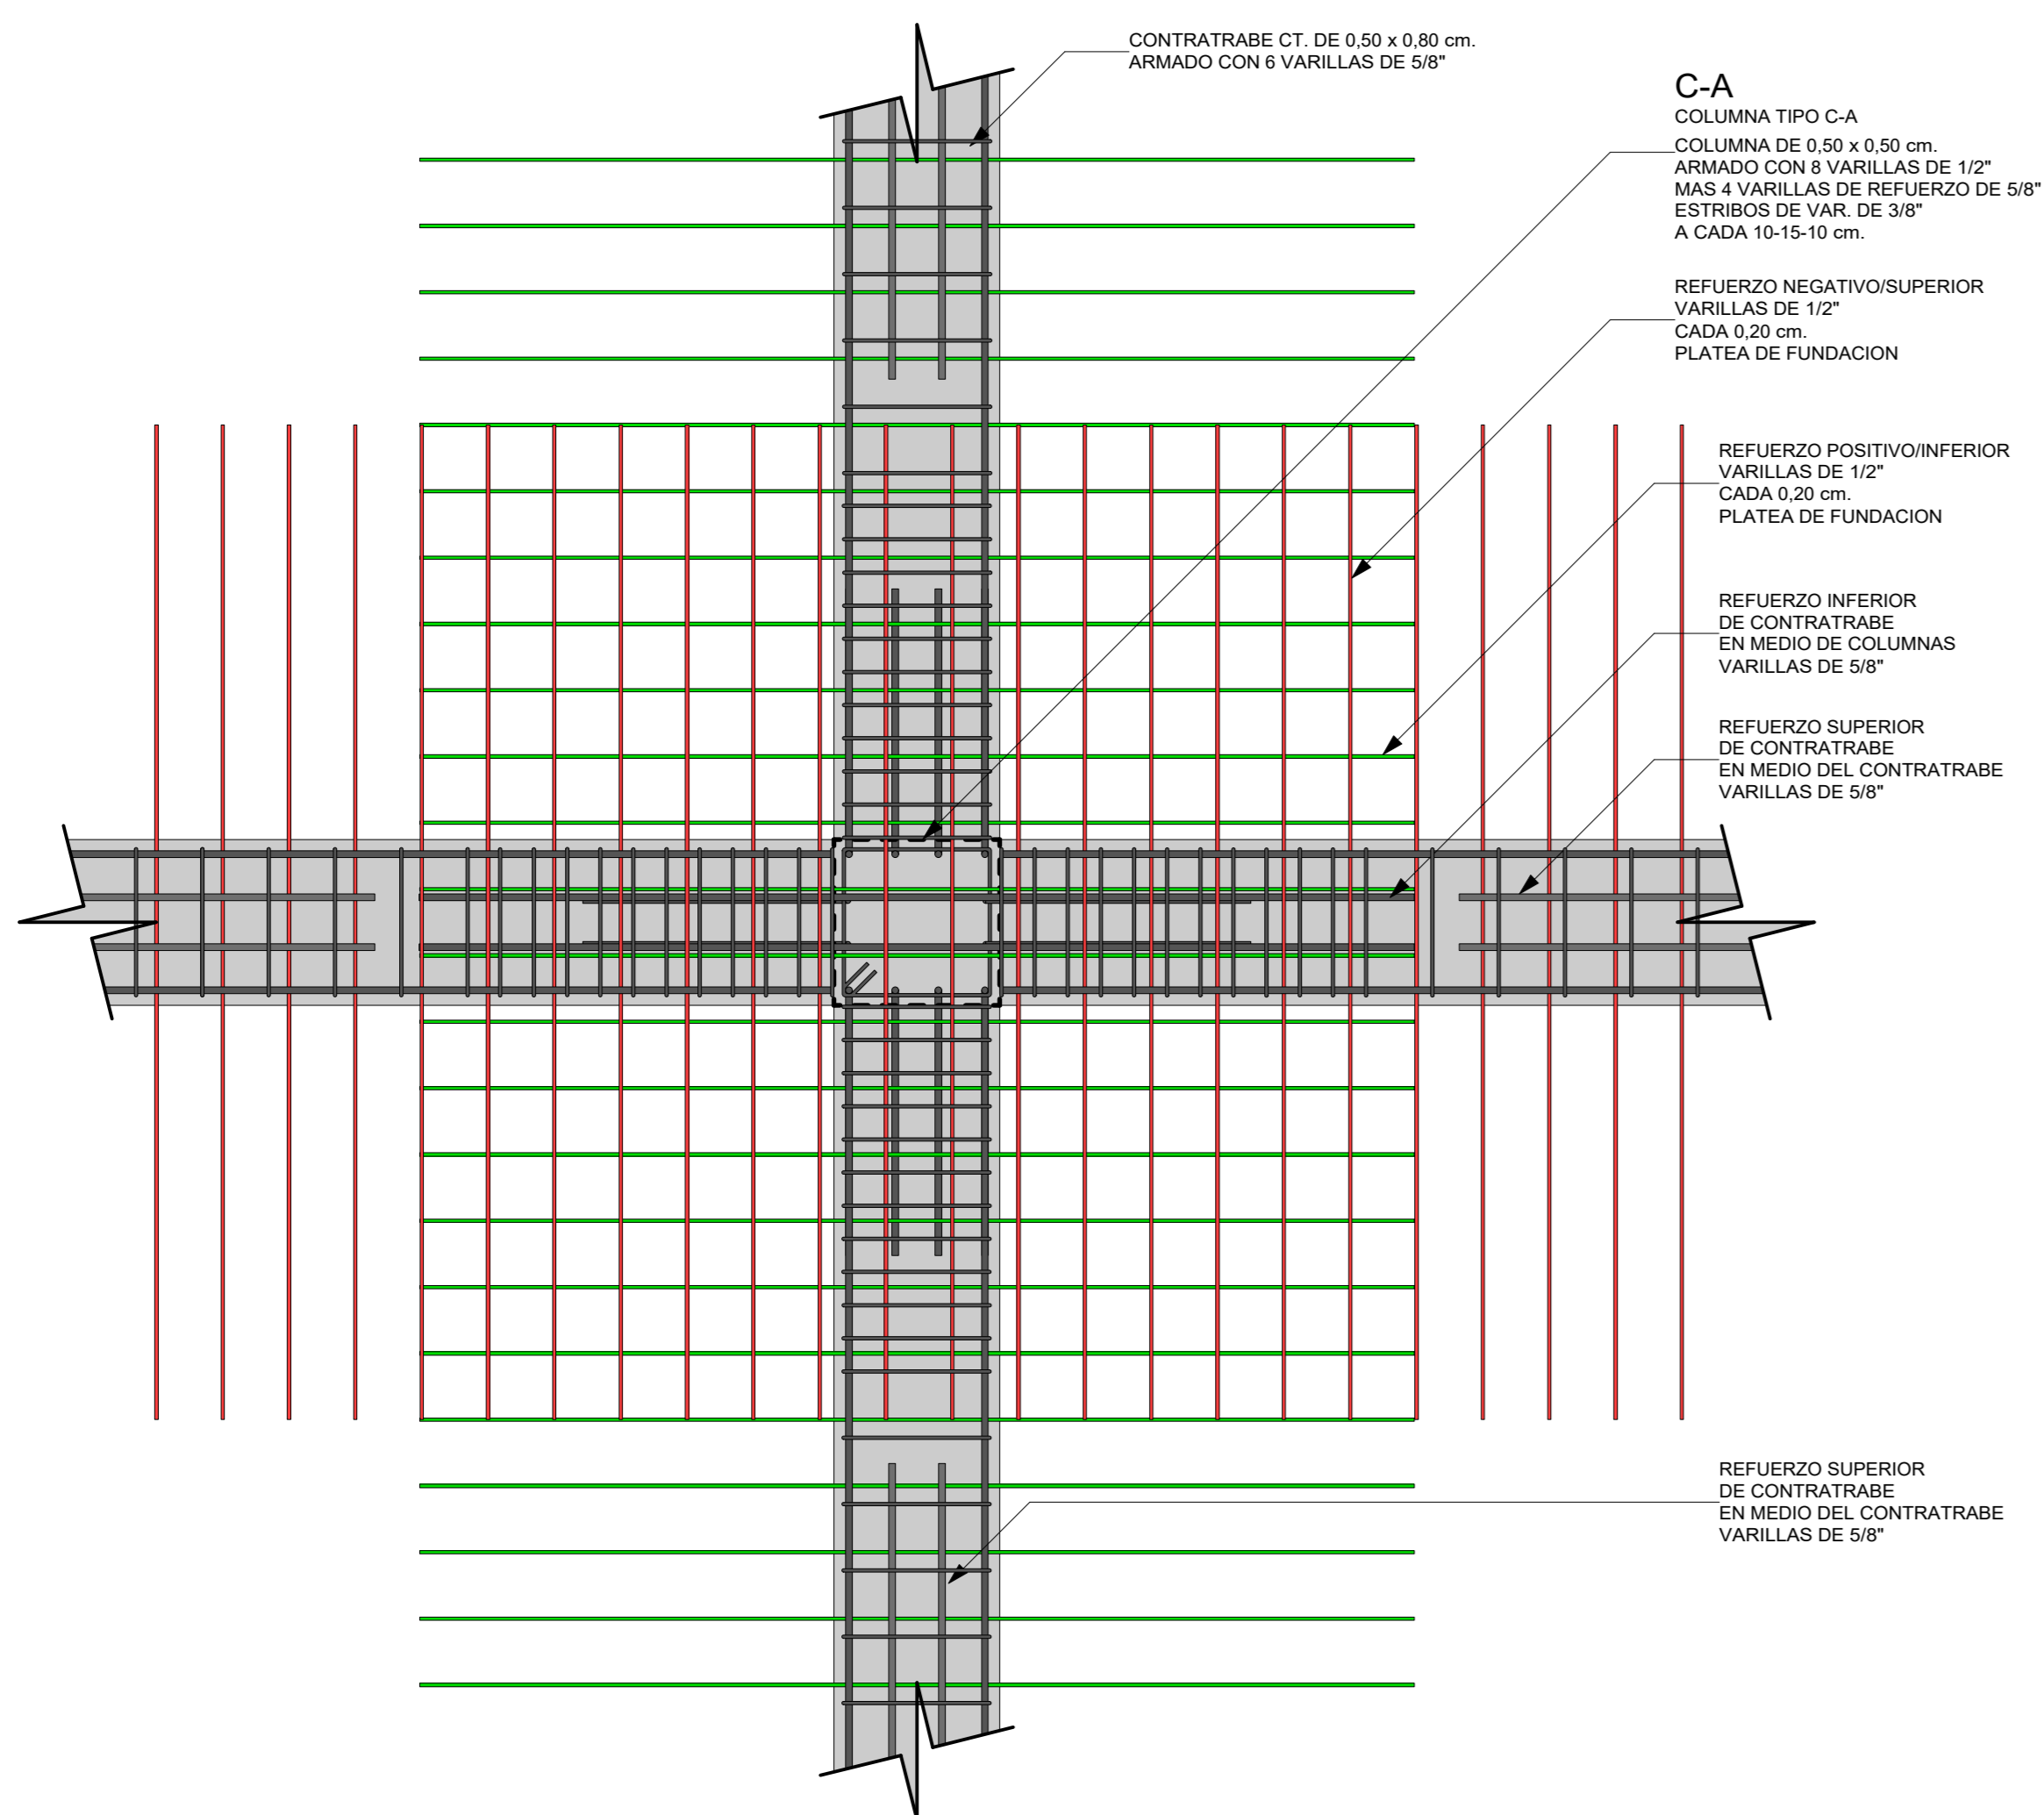 CONTRATRABE CT. DE 0,50 x 0,80 cm.
ARMADO CON 6 VARILLAS DE 5/8"
C-A
COLUMNA TIPO C-A
COLUMNA DE 0,50 x 0,50 cm.
ARMADO CON 8 VARILLAS DE 1/2"
MAS 4 VARILLAS DE REFUERZO DE 5/8"
ESTRIBOS DE VAR. DE 3/8"
A CADA 10-15-10 cm.
REFUERZO NEGATIVO/SUPERIOR
VARILLAS DE 1/2"
CADA 0,20 cm.
PLATEA DE FUNDACION
REFUERZO POSITIVO/INFERIOR
VARILLAS DE 1/2"
CADA 0,20 cm.
PLATEA DE FUNDACION
REFUERZO INFERIOR
DE CONTRATRABE
EN MEDIO DE COLUMNAS
VARILLAS DE 5/8"
REFUERZO SUPERIOR
DE CONTRATRABE
EN MEDIO DEL CONTRATRABE
VARILLAS DE 5/8"
REFUERZO SUPERIOR
DE CONTRATRABE
EN MEDIO DEL CONTRATRABE
VARILLAS DE 5/8"